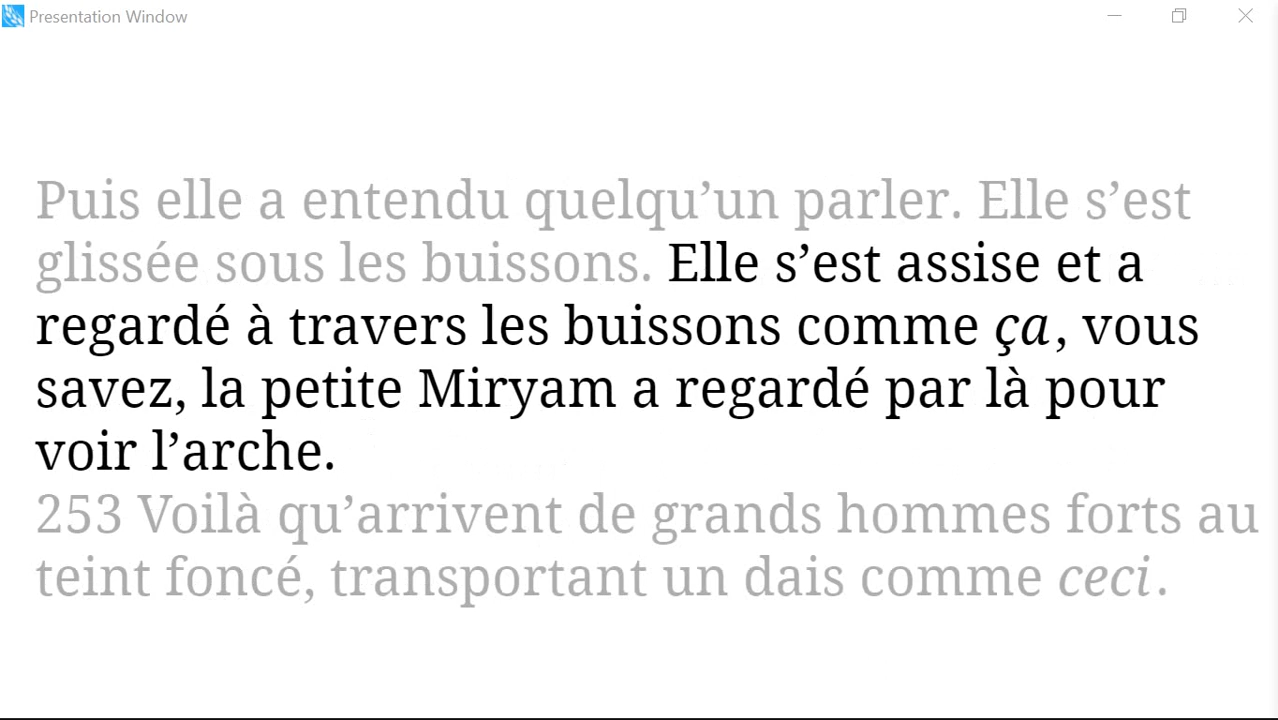 Presentation Window
Puis elle a entendu quelqu’un parler. Elle s’est
glissée sous les buissons. Elle s’est assise et a
regardé à travers les buissons comme ça, vous
savez, la petite Miryam a regardé par là pour
voir l’arche.
253 Voilà qu’arrivent de grands hommes forts au
teint foncé, transportant un dais comme ceci.